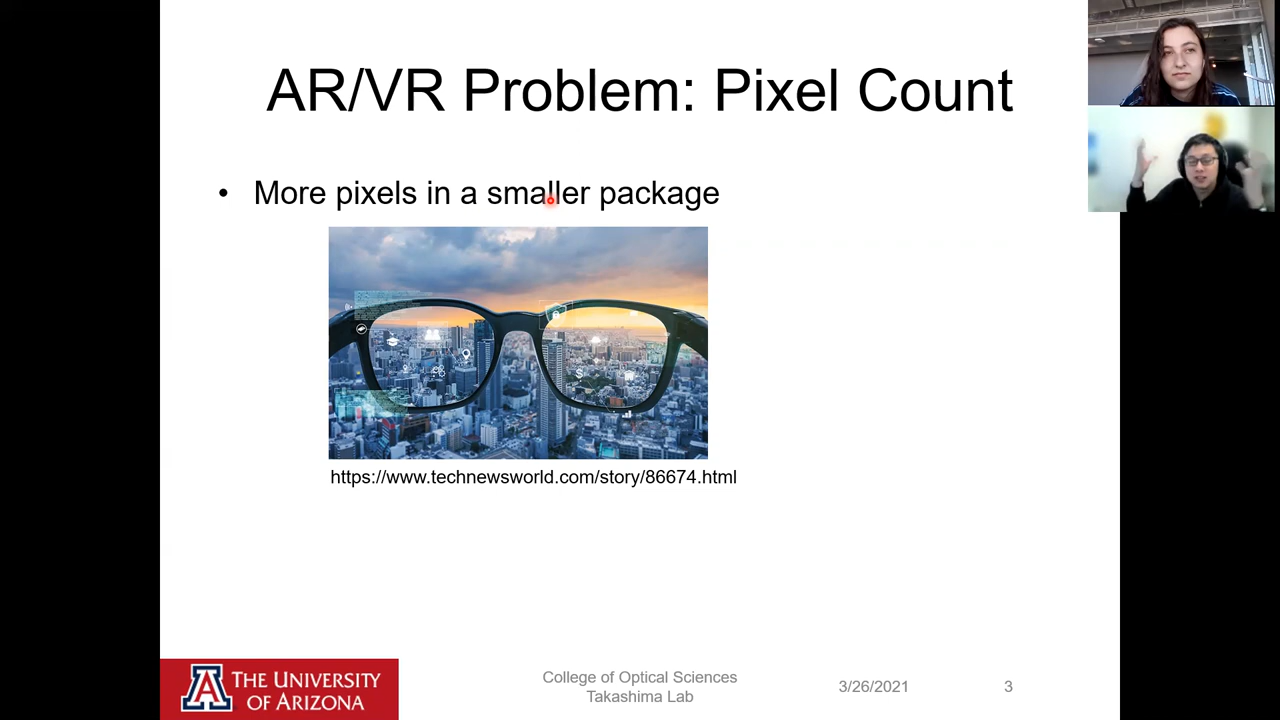 AR/VR Problem: Pixel Count
• More pixels in a smaller package
$
https://www.technewsworld.com/story/86674.html
A THE UNIVERSITY
OF ARIZONA
College of Optical Sciences
Takashima Lab
3/26/2021
3